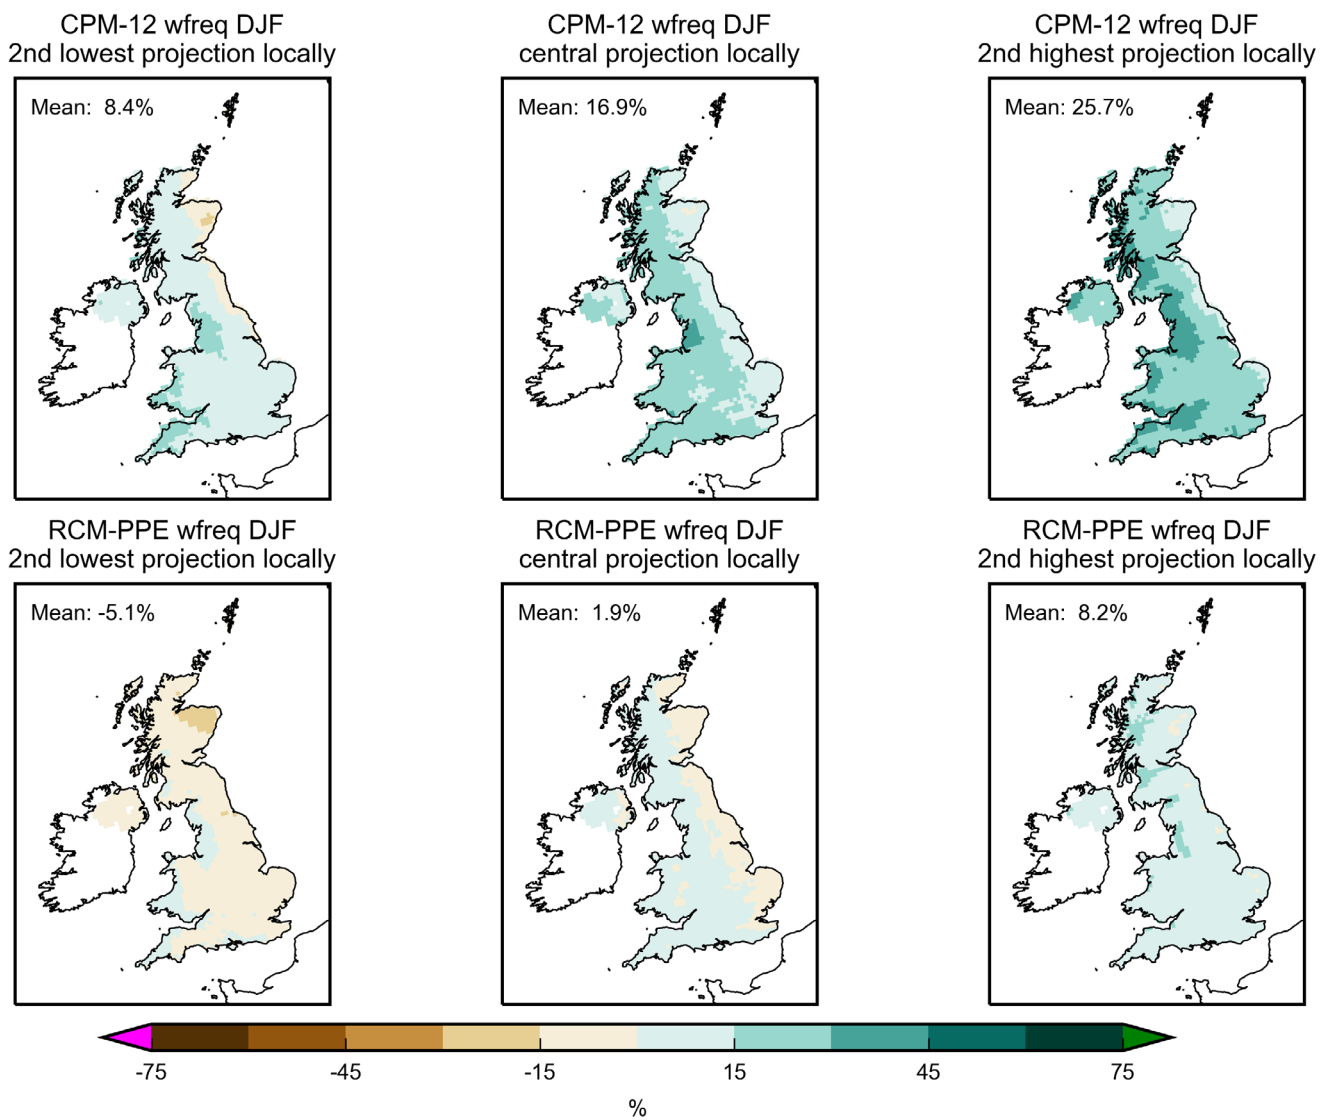 CPM-12 wfreq DJF
2nd lowest projection locally
CPM-12 wfreq DJF
central projection locally
CPM-12 wfreq DJF
2nd highest projection locally
Mean: 8.4%
Mean: 16.9%
Mean: 25.7%
RCM-PPE wfreq DJF
2nd lowest projection locally
RCM-PPE wfreq DJF
central projection locally
RCM-PPE wfreq DJF
2nd highest projection locally
Mean: -5.1%
Mean: 1.9%
Mean: 8.2%
-75 -45 -15 15 45 75
%